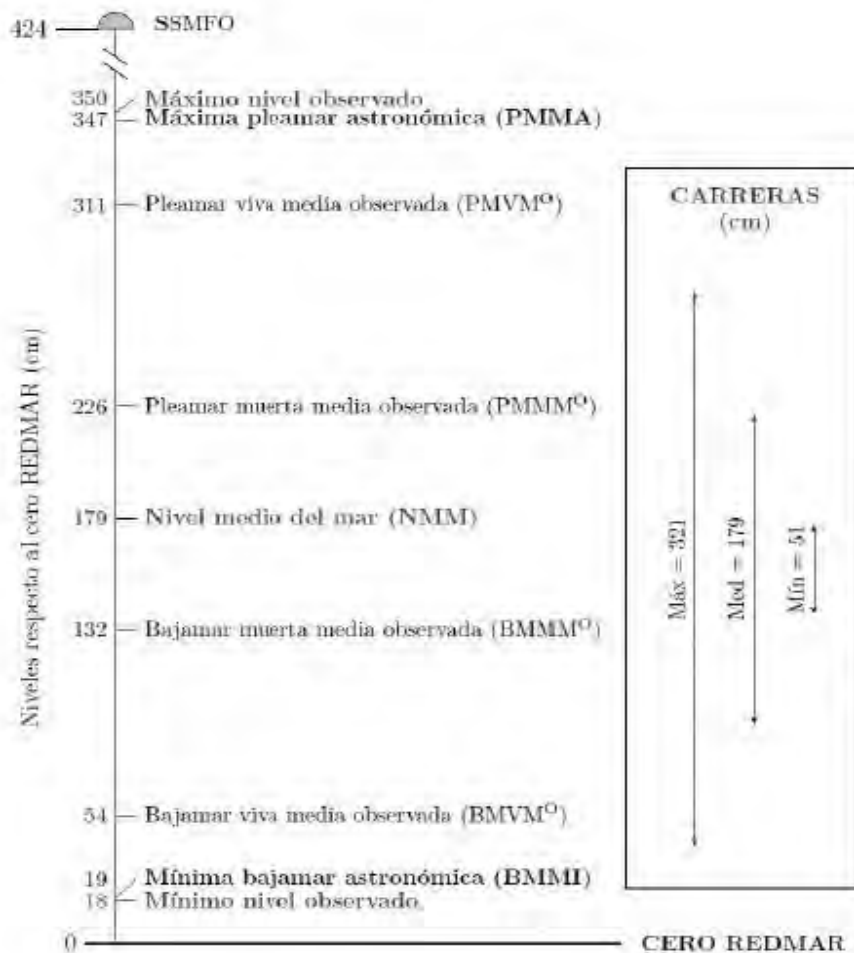 424
SSMFO
350 Máximo nivel observado
347 Máxima pleamar astronómica (PMMA)
311 Pleamar viva media observada (PMVMᴼ)
226 Pleamar muerta media observada (PMMMᴼ)
179 Nivel medio del mar (NMM)
132 Bajamar muerta media observada (BMMMᴼ)
54 Bajamar viva media observada (BMVMᴼ)
19 Mínima bajamar astronómica (BMMI)
18 Mínimo nivel observado
0 CERO REDMAR
Niveles respecto al cero REDMAR (cm)
CARRERAS
(cm)
Máx = 321
Med = 179
Mín = 51